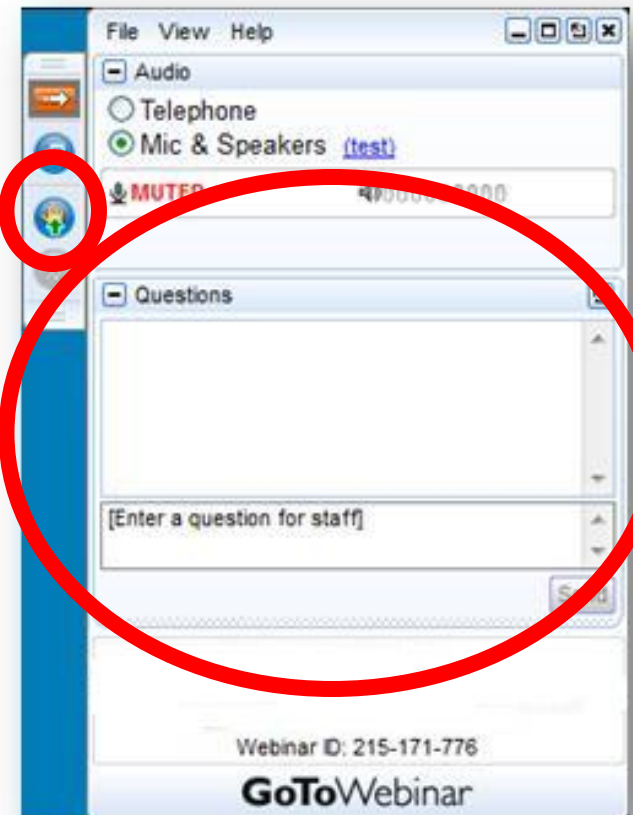 File View Help
Audio
Telephone
Mic & Speakers (test)
MUTED
Questions
[Enter a question for staff]
Send
Webinar ID: 215-171-776
GoToWebinar